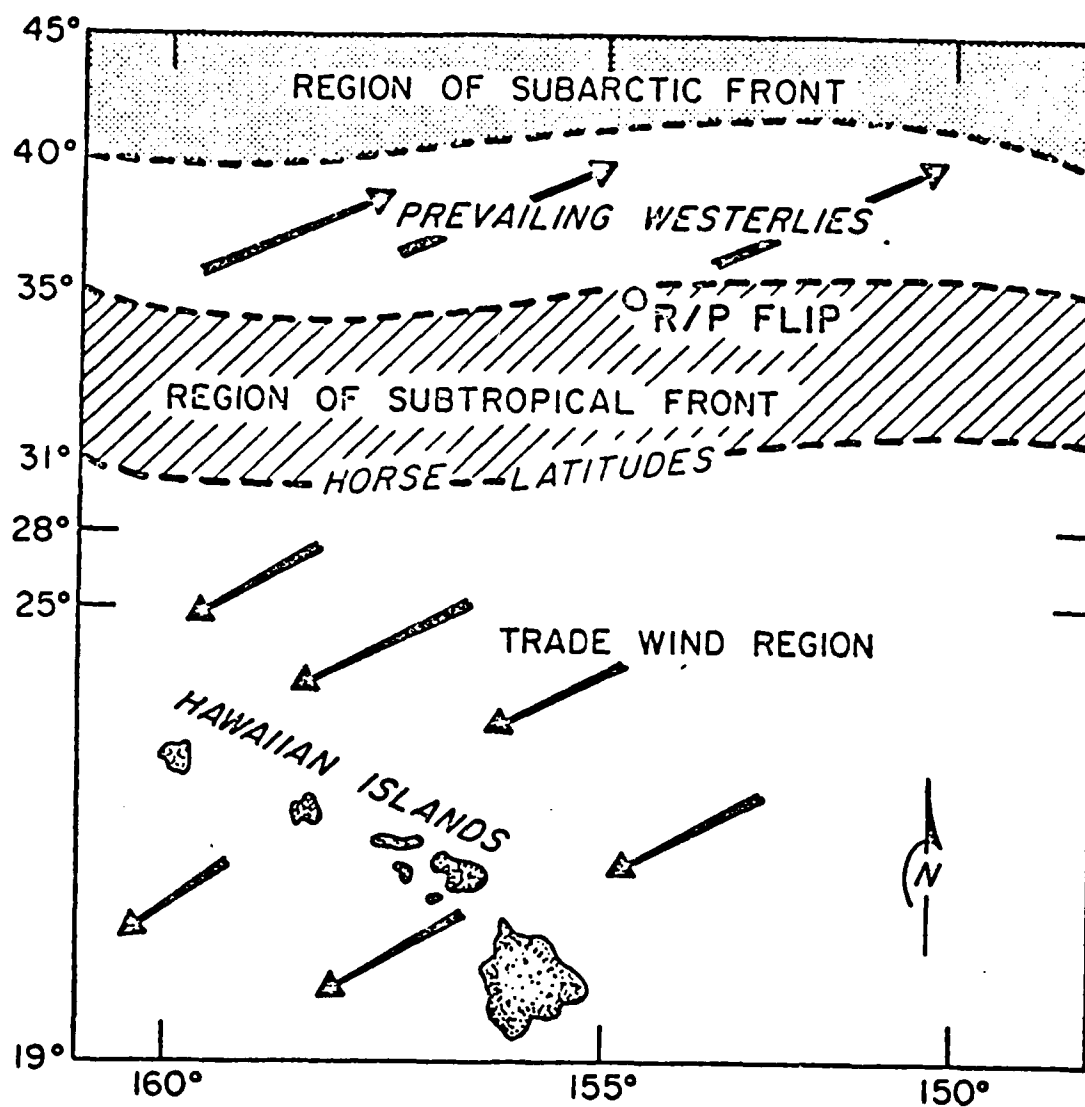 45°
REGION OF SUBARCTIC FRONT
40°
PREVAILING WESTERLIES
35°
R/P FLIP
REGION OF SUBTROPICAL FRONT
31°
HORSE LATITUDES
28°
25°
TRADE WIND REGION
HAWAIIAN ISLANDS
N
19°
160° 155° 150°